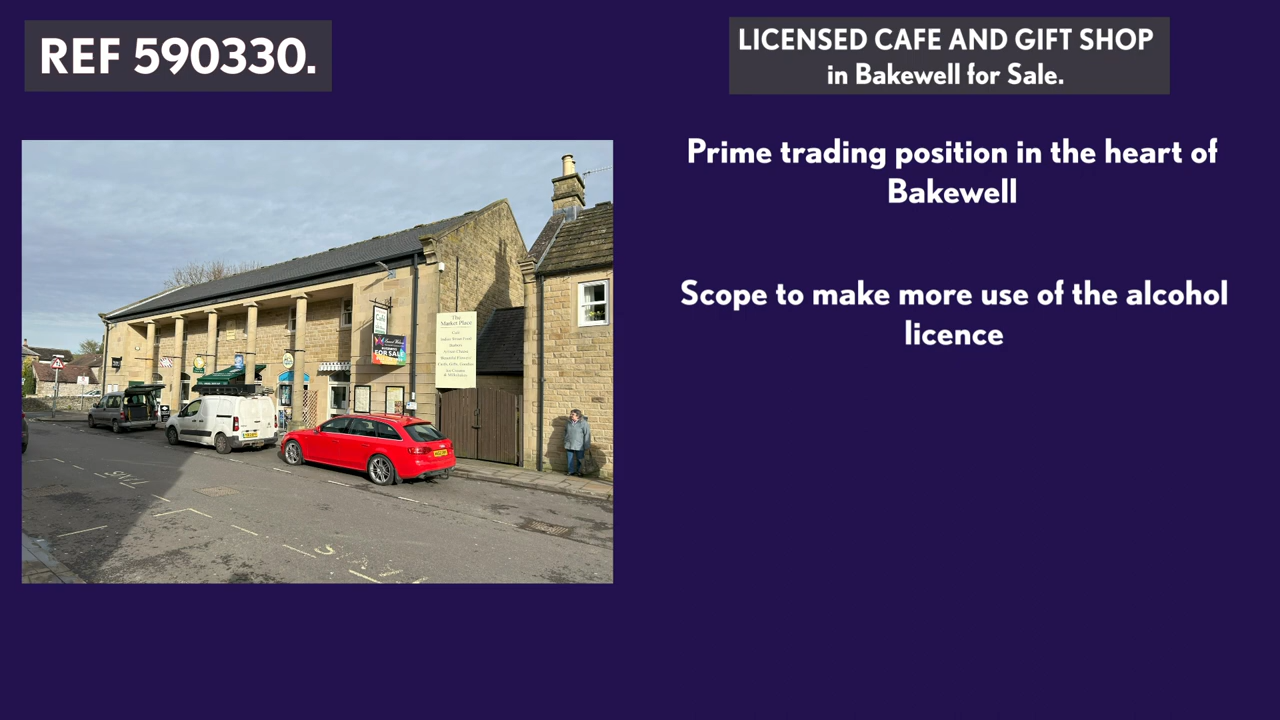 REF 590330.
LICENSED CAFE AND GIFT SHOP
in Bakewell for Sale.
Prime trading position in the heart of
Bakewell
Scope to make more use of the alcohol
licence
The
Market Place
Cafe
FOR SALE